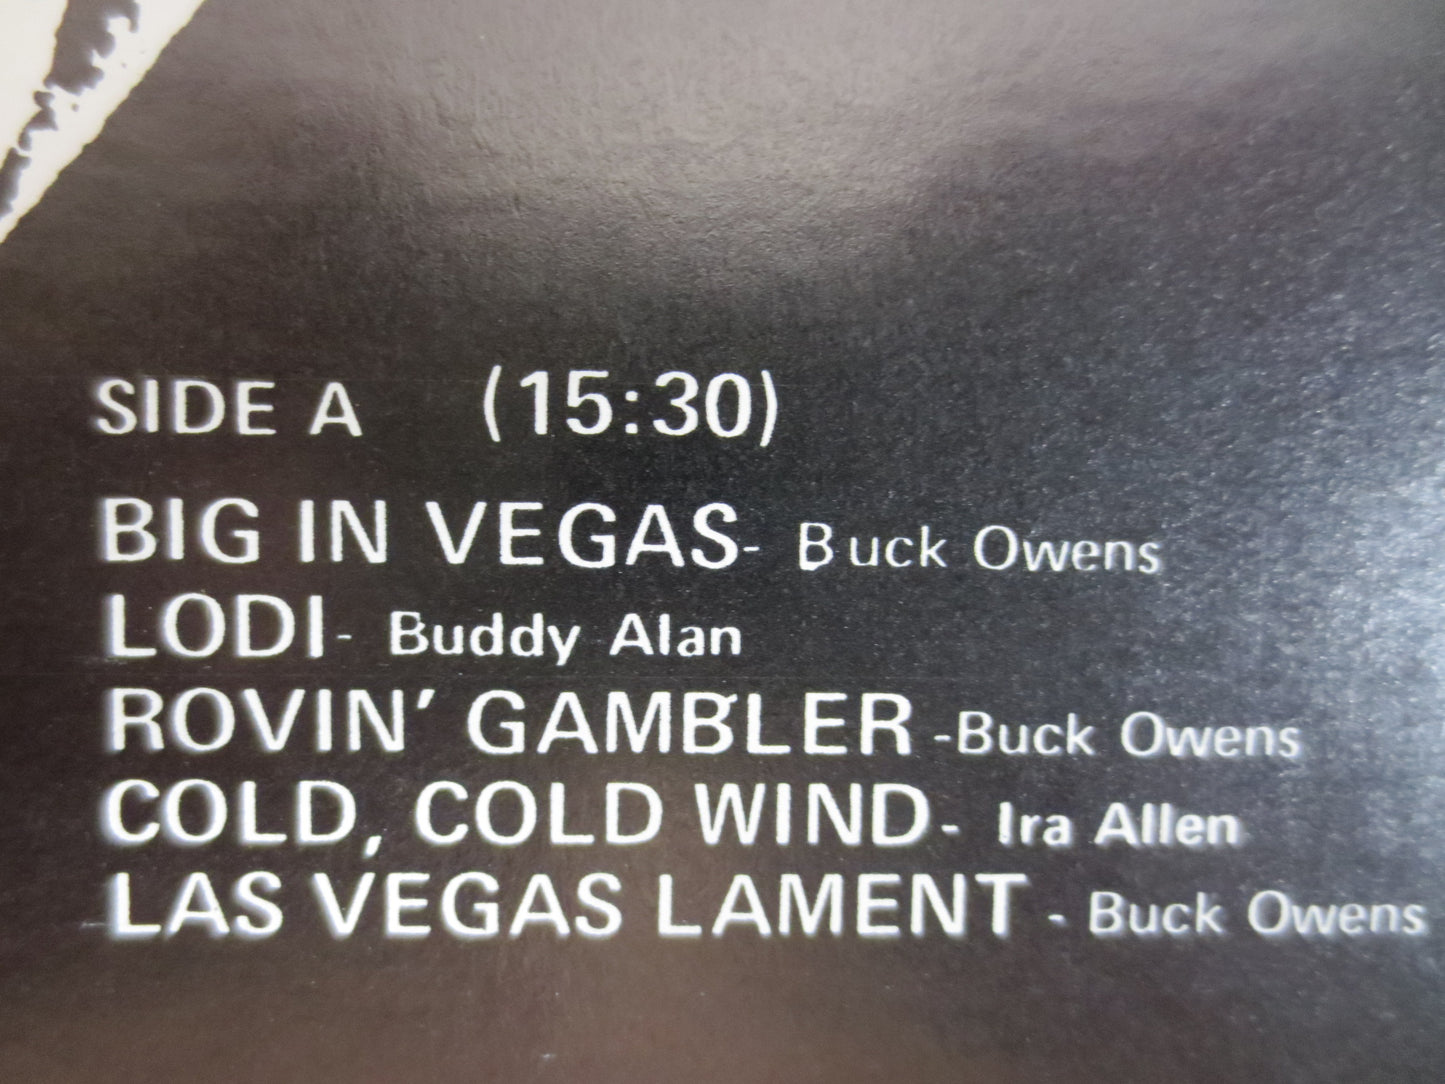 SIDE A (15:30)
BIG IN VEGAS- Buck Owens
LODI- Buddy Alan
ROVIN' GAMBLER -Buck Owens
COLD, COLD WIND- Ira Allen
LAS VEGAS LAMENT - Buck Owens